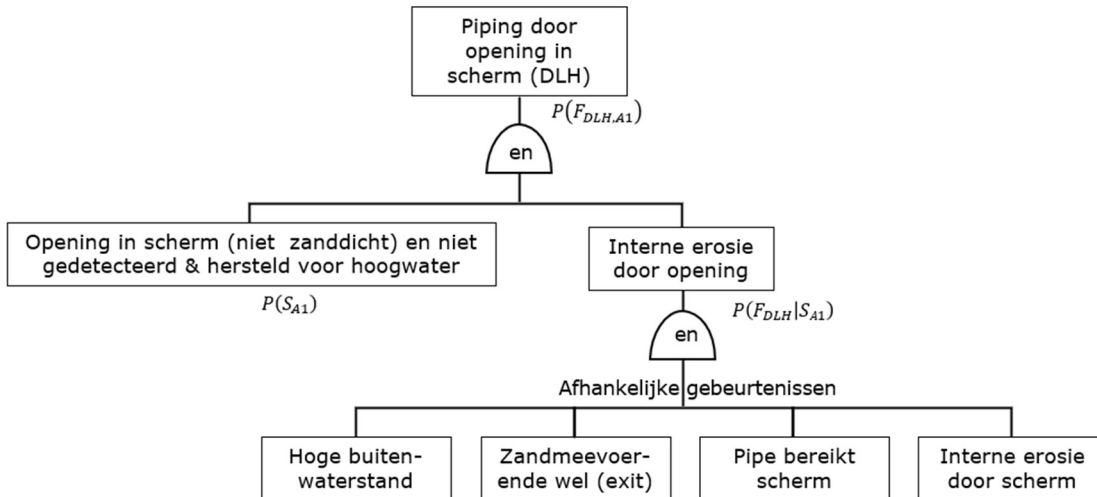 Piping door
opening in
scherm (DLH)
P(F_{DLH,A1})
en
Opening in scherm (niet zanddicht) en niet
gedetecteerd & hersteld voor hoogwater
P(S_{A1})
Interne erosie
door opening
P(F_{DLH}|S_{A1})
en
Afhankelijke gebeurtenissen
Hoge buiten-
waterstand
Zandmeevoer-
ende wel (exit)
Pipe bereikt
scherm
Interne erosie
door scherm